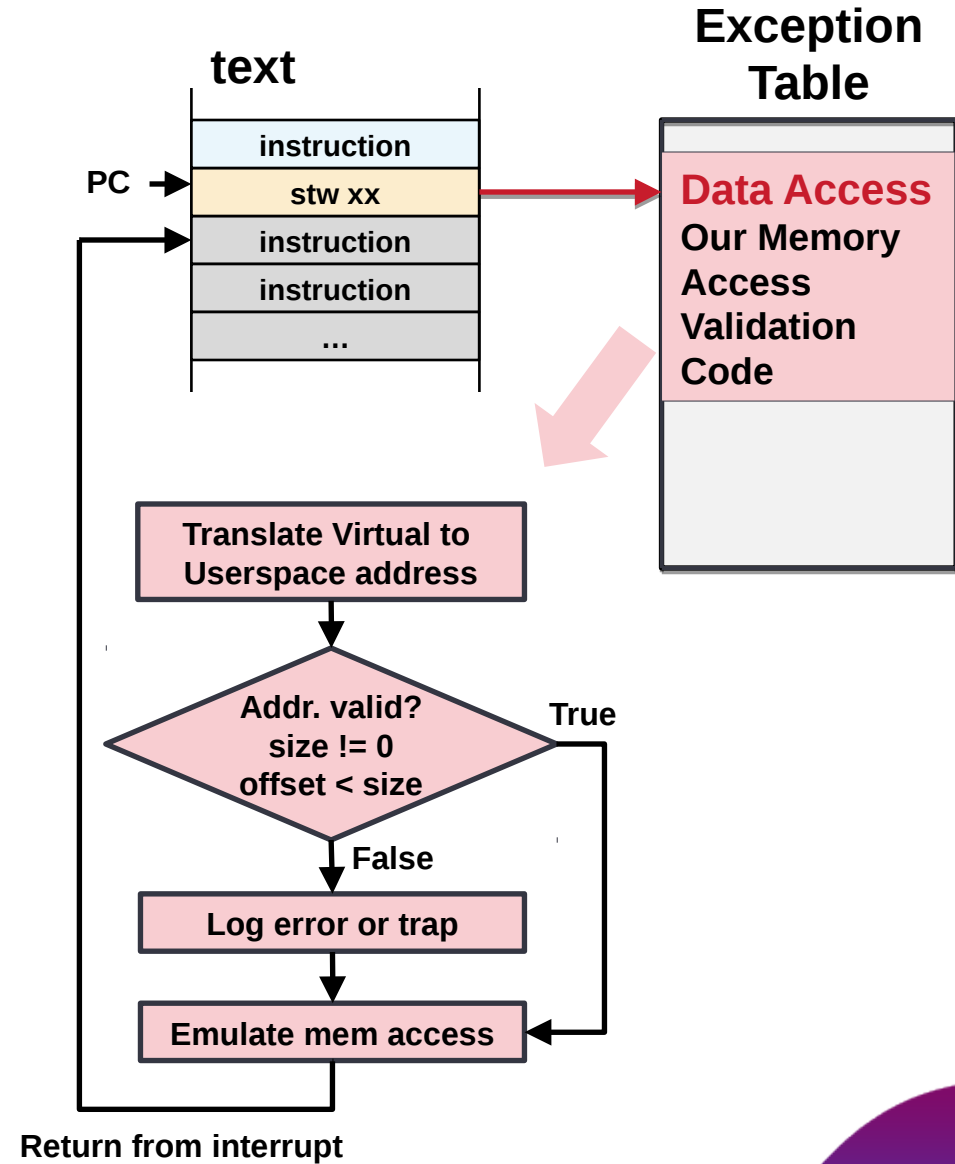 text
instruction
PC
stw xx
instruction
instruction
...
Exception
Table
Data Access
Our Memory
Access
Validation
Code
Translate Virtual to
Userspace address
Addr. valid?
size != 0
offset < size
True
False
Log error or trap
Emulate mem access
Return from interrupt